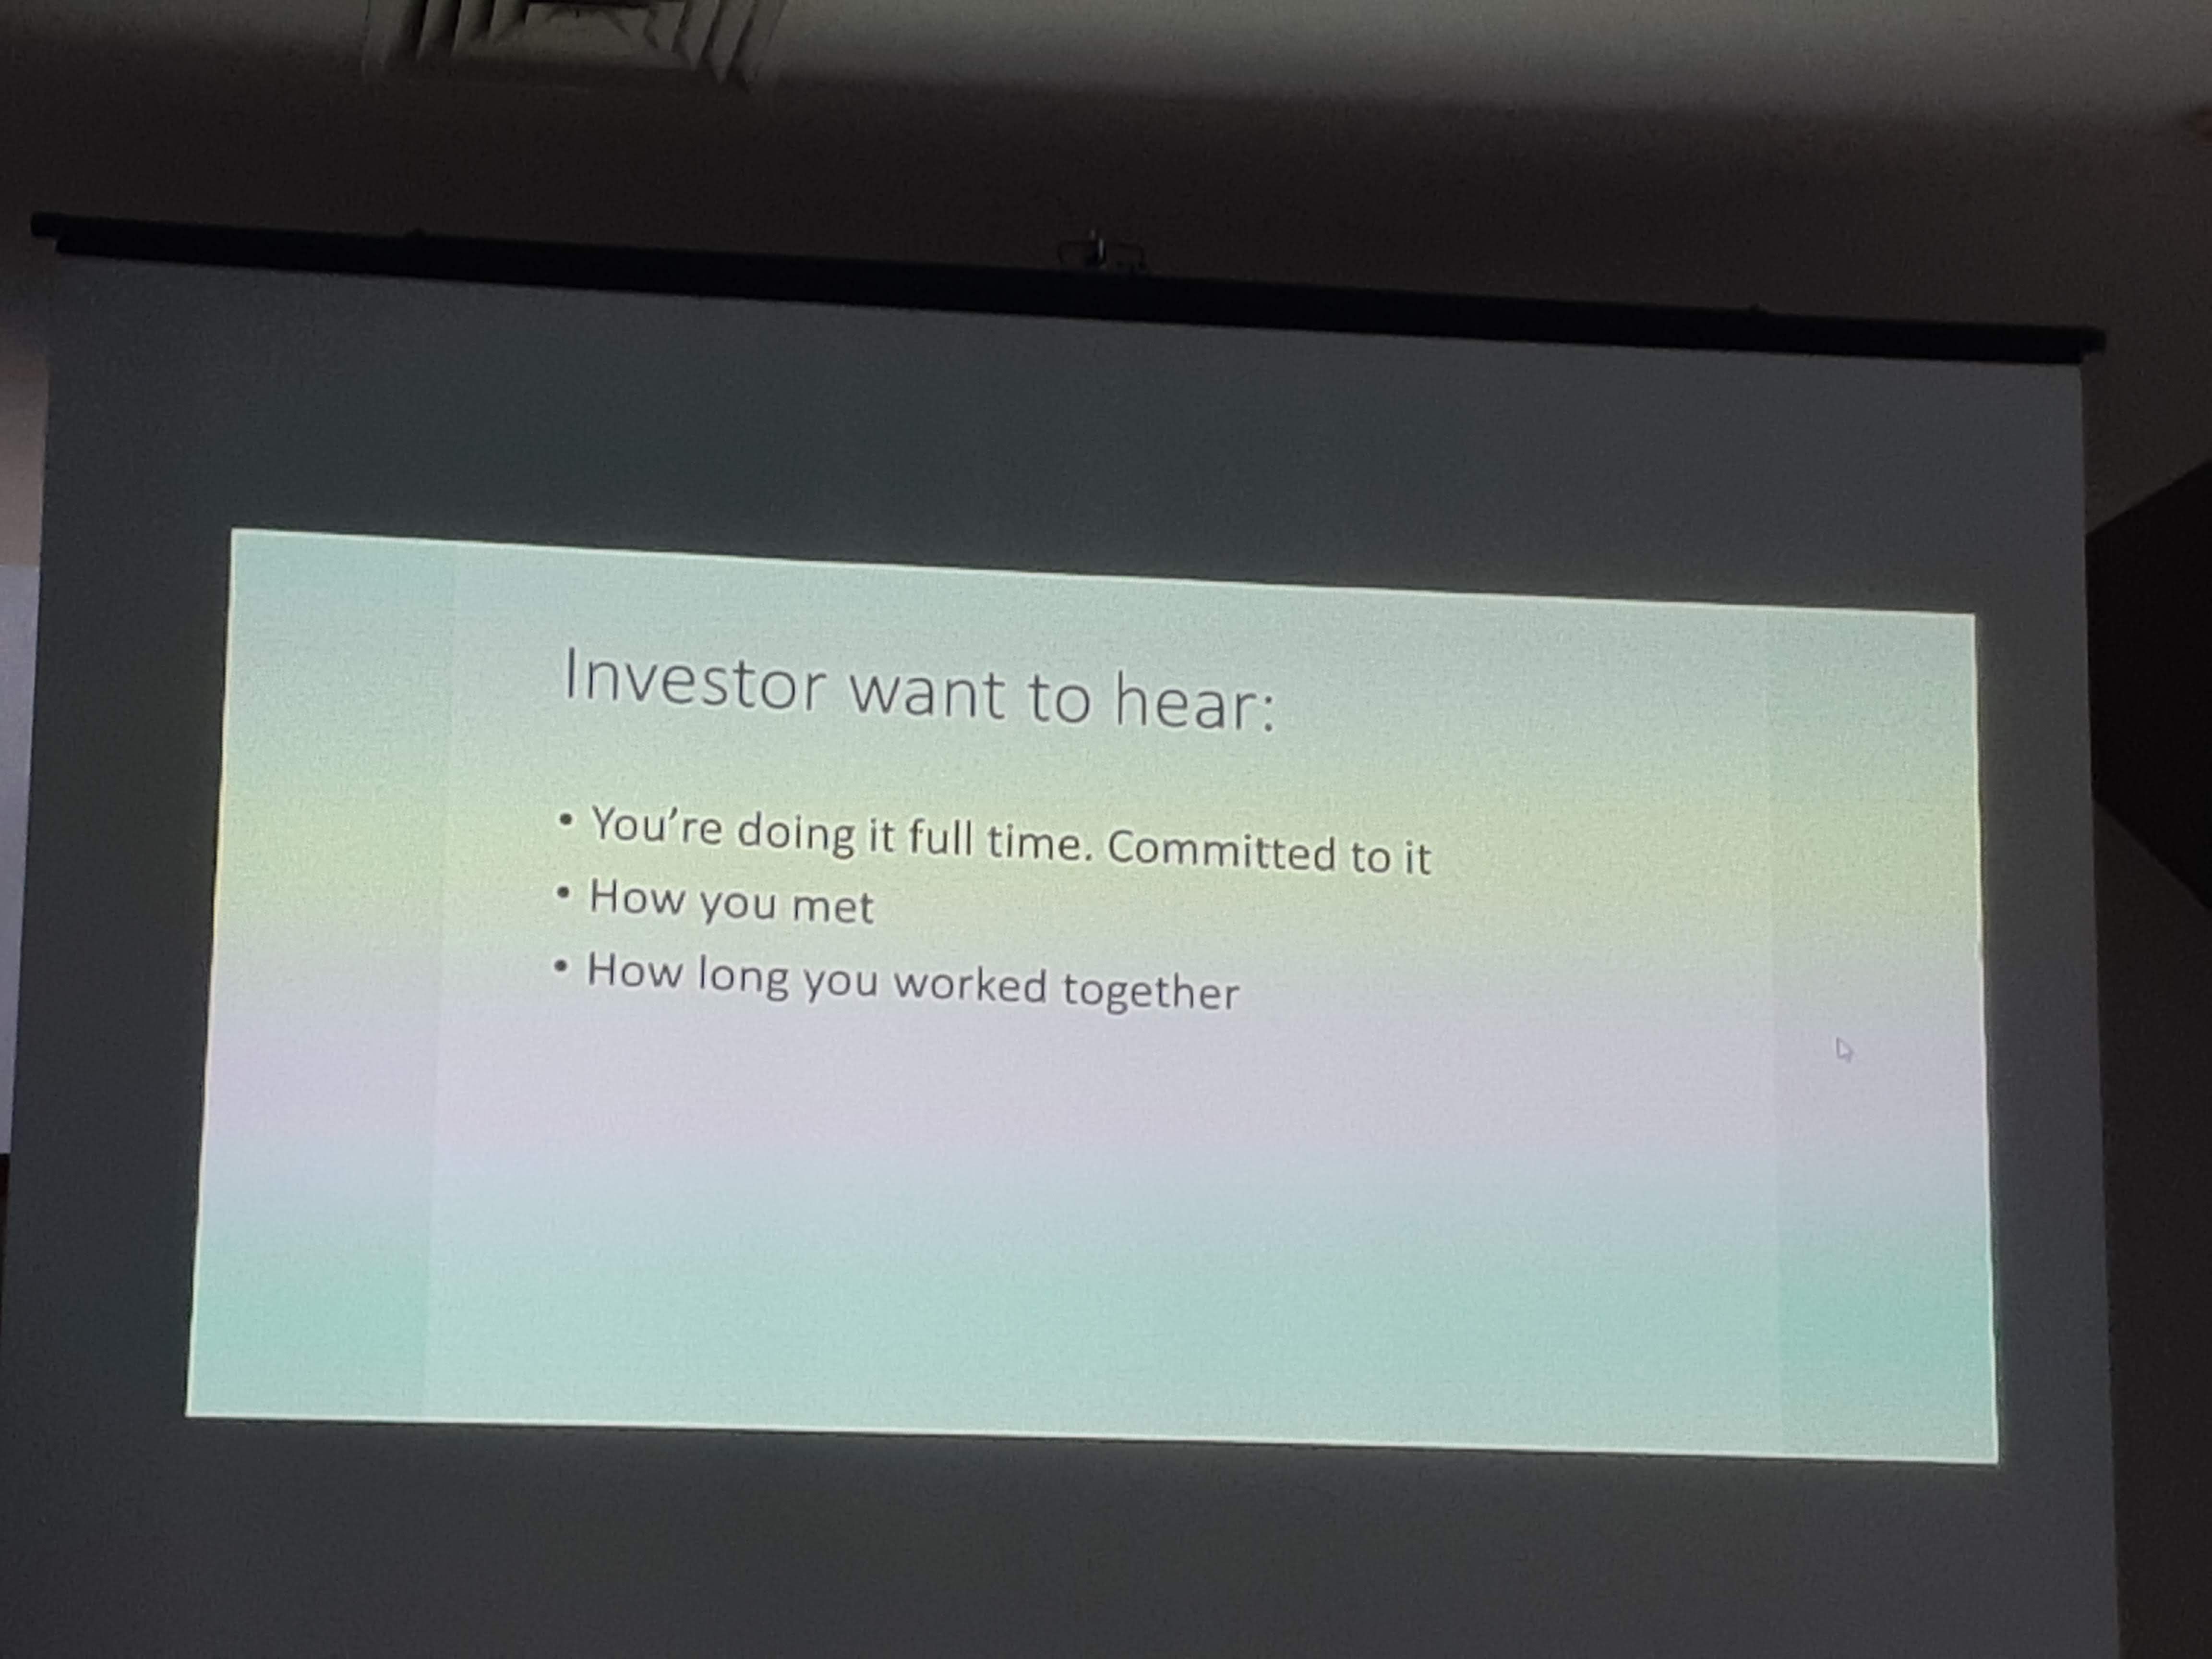 Investor want to hear:
• You're doing it full time. Committed to it
• How you met
• How long you worked together